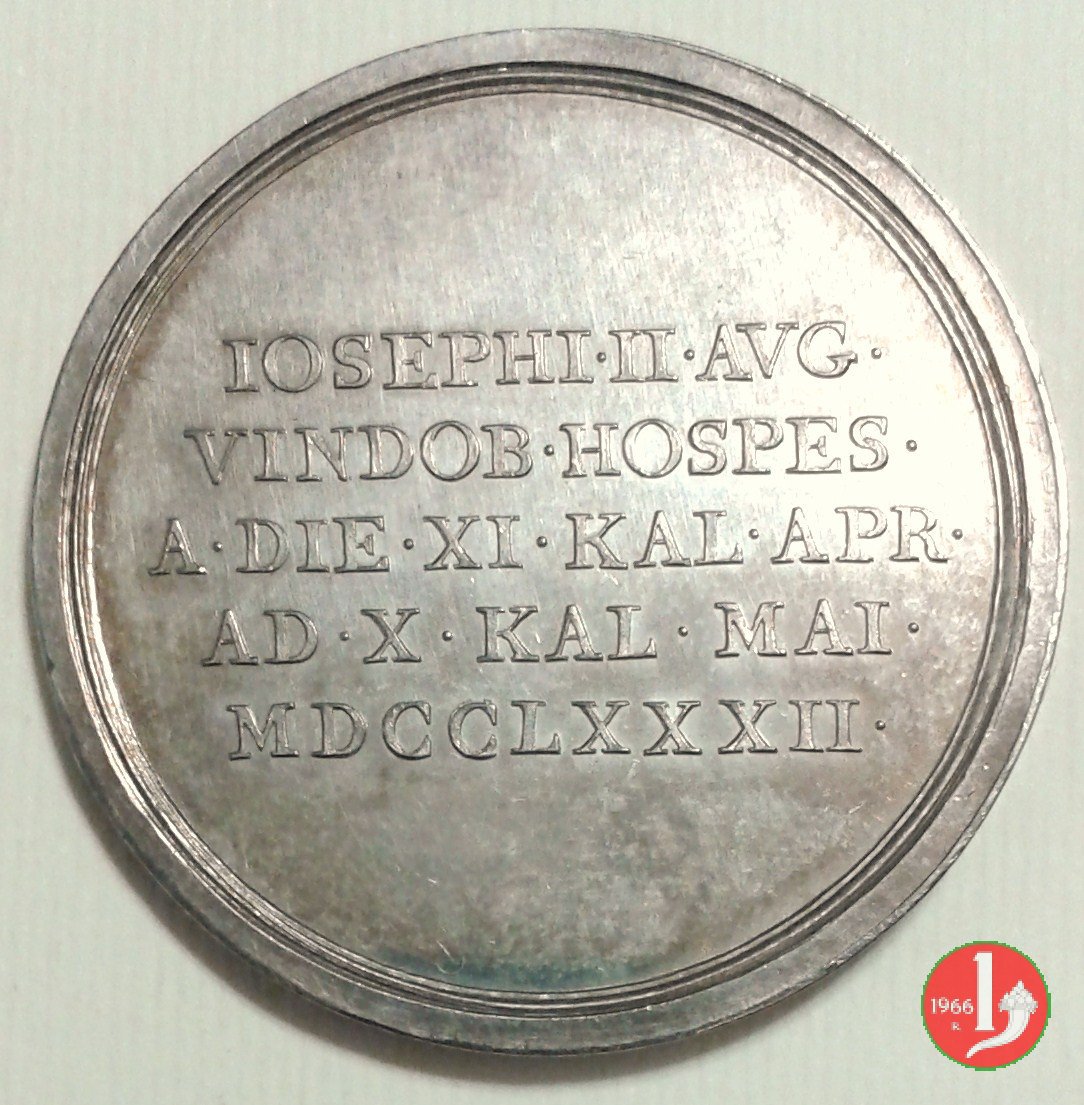 IOSEPHI·II·AVG·
VINDOB·HOSPES·
A·DIE·XI·KAL·APR·
AD·X·KAL·MAI·
MDCCLXXXII·
1966